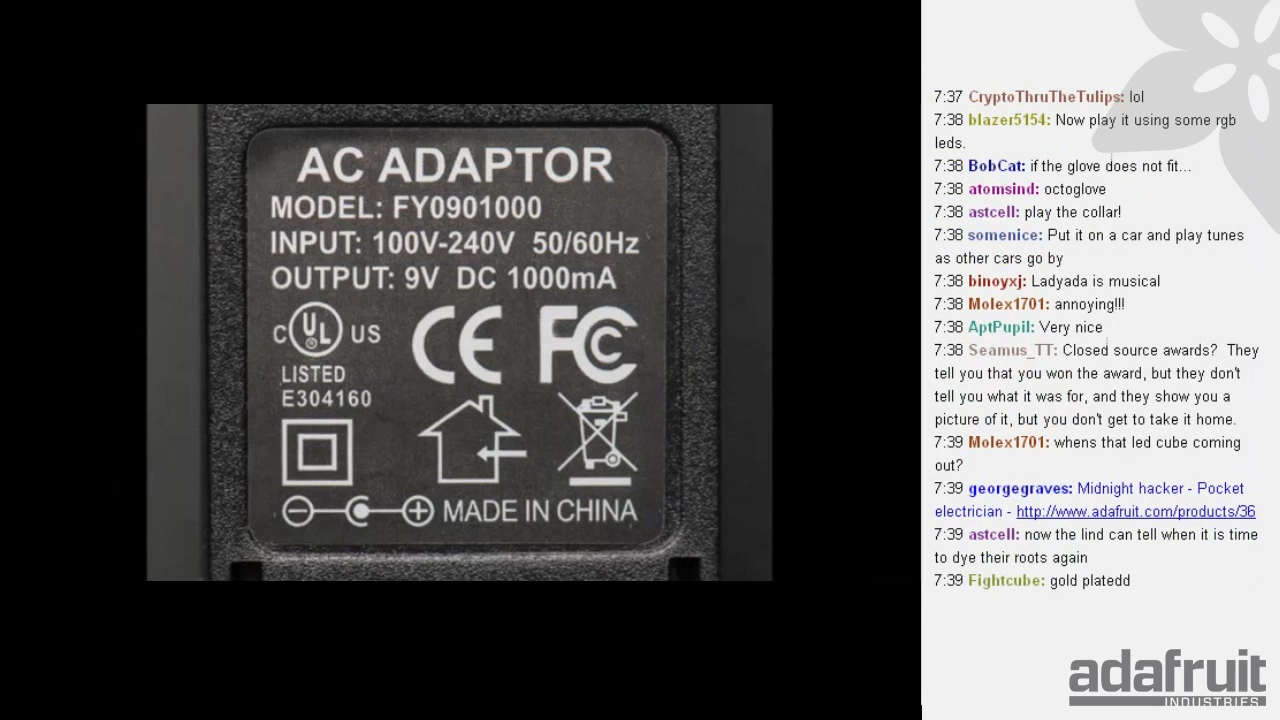 AC ADAPTOR
MODEL: FY0901000
INPUT: 100V-240V 50/60Hz
OUTPUT: 9V DC 1000mA
C UL US
LISTED
E304160
CE FC
MADE IN CHINA
7:37 CryptoThruTheTulips: lol
7:38 blazer5154: Now play it using some rgb
leds.
7:38 BobCat: if the glove does not fit...
7:38 atomsind: octoglove
7:38 astcell: play the collar!
7:38 somenice: Put it on a car and play tunes
as other cars go by
7:38 binoyxj: Ladyada is musical
7:38 Molex1701: annoying!!!
7:38 AptPupil: Very nice
7:38 Seamus_TT: Closed source awards? They
tell you that you won the award, but they don't
tell you what it was for, and they show you a
picture of it, but you don't get to take it home.
7:39 Molex1701: whens that led cube coming
out?
7:39 georgegraves: Midnight hacker - Pocket
electrician - http://www.adafruit.com/products/36
7:39 astcell: now the lind can tell when it is time
to dye their roots again
7:39 Fightcube: gold platedd
adafruit
INDUSTRIES